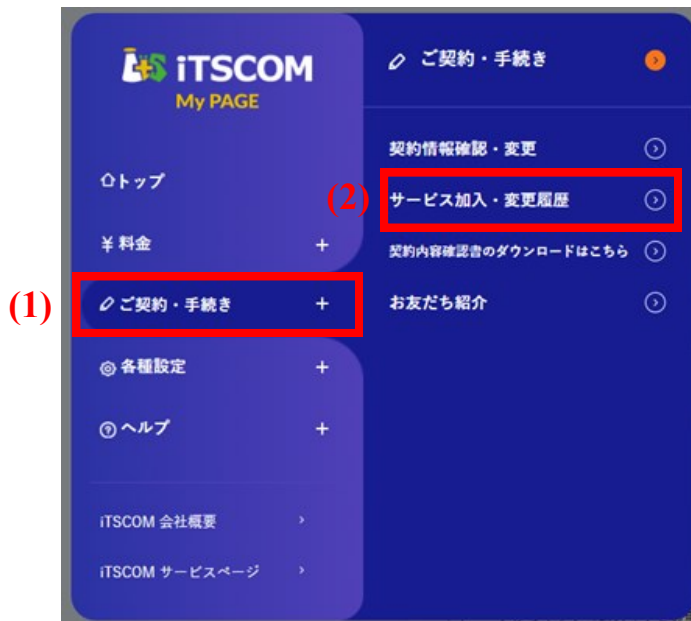 iTSCOM
My PAGE
トップ
¥ 料金 +
(1)
ご契約・手続き +
各種設定 +
ヘルプ +
iTSCOM 会社概要
iTSCOM サービスページ
ご契約・手続き
契約情報確認・変更
(2)
サービス加入・変更履歴
契約内容確認書のダウンロードはこちら
お友だち紹介